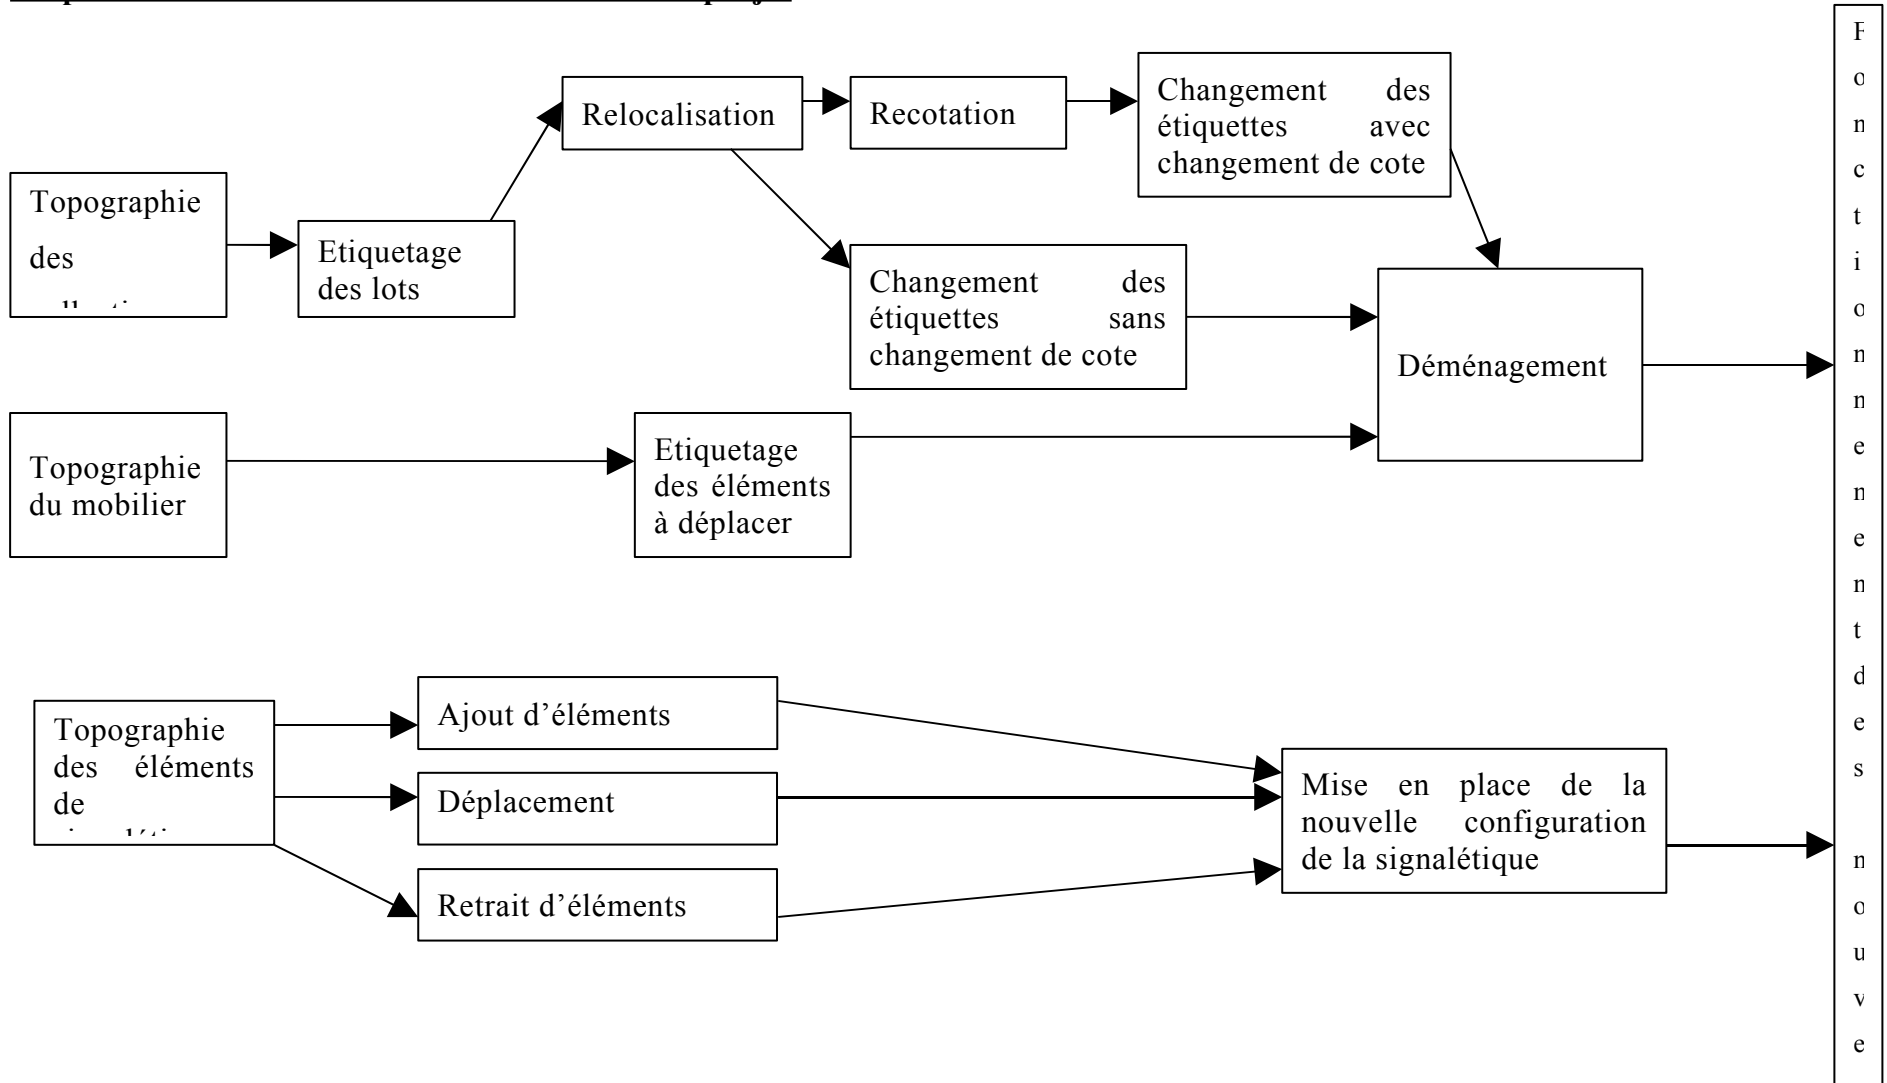 Relocalisation
Recotation
Changement des
étiquettes avec
changement de cote
Topographie
des
Etiquetage
des lots
Changement des
étiquettes sans
changement de cote
Déménagement
Topographie
du mobilier
Etiquetage
des éléments
à déplacer
Topographie
des éléments
de
Ajout d’éléments
Déplacement
Retrait d’éléments
Mise en place de la
nouvelle configuration
de la signalétique
F
o
n
c
t
i
o
n
n
e
n
e
n
t
d
e
s
n
o
u
v
e